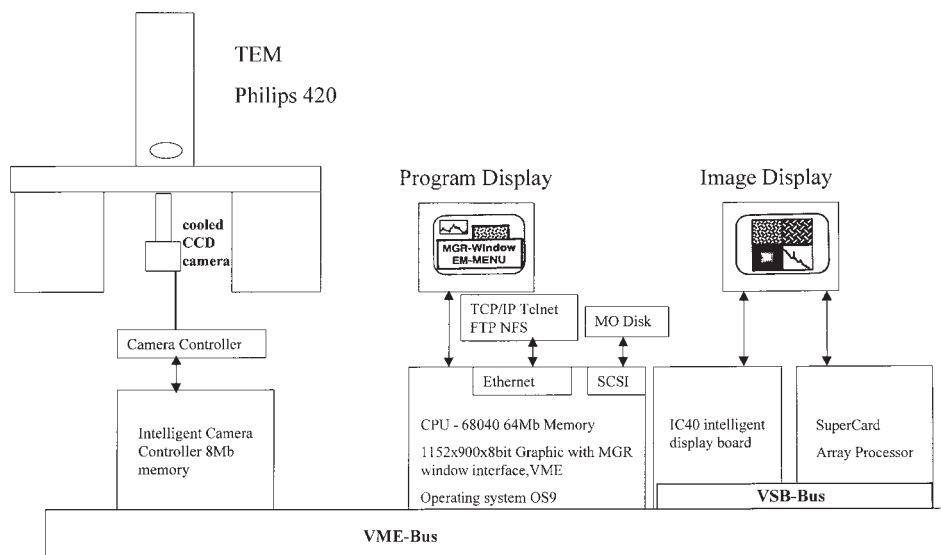 TEM
Philips 420
cooled
CCD
camera
Camera Controller
Intelligent Camera
Controller 8Mb
memory
Program Display
MGR-Window
EM-MENU
TCP/IP Telnet
FTP NFS
MO Disk
Ethernet
SCSI
CPU - 68040 64Mb Memory
1152x900x8bit Graphic with MGR
window interface,VME
Operating system OS9
Image Display
IC40 intelligent
display board
SuperCard
Array Processor
VSB-Bus
VME-Bus